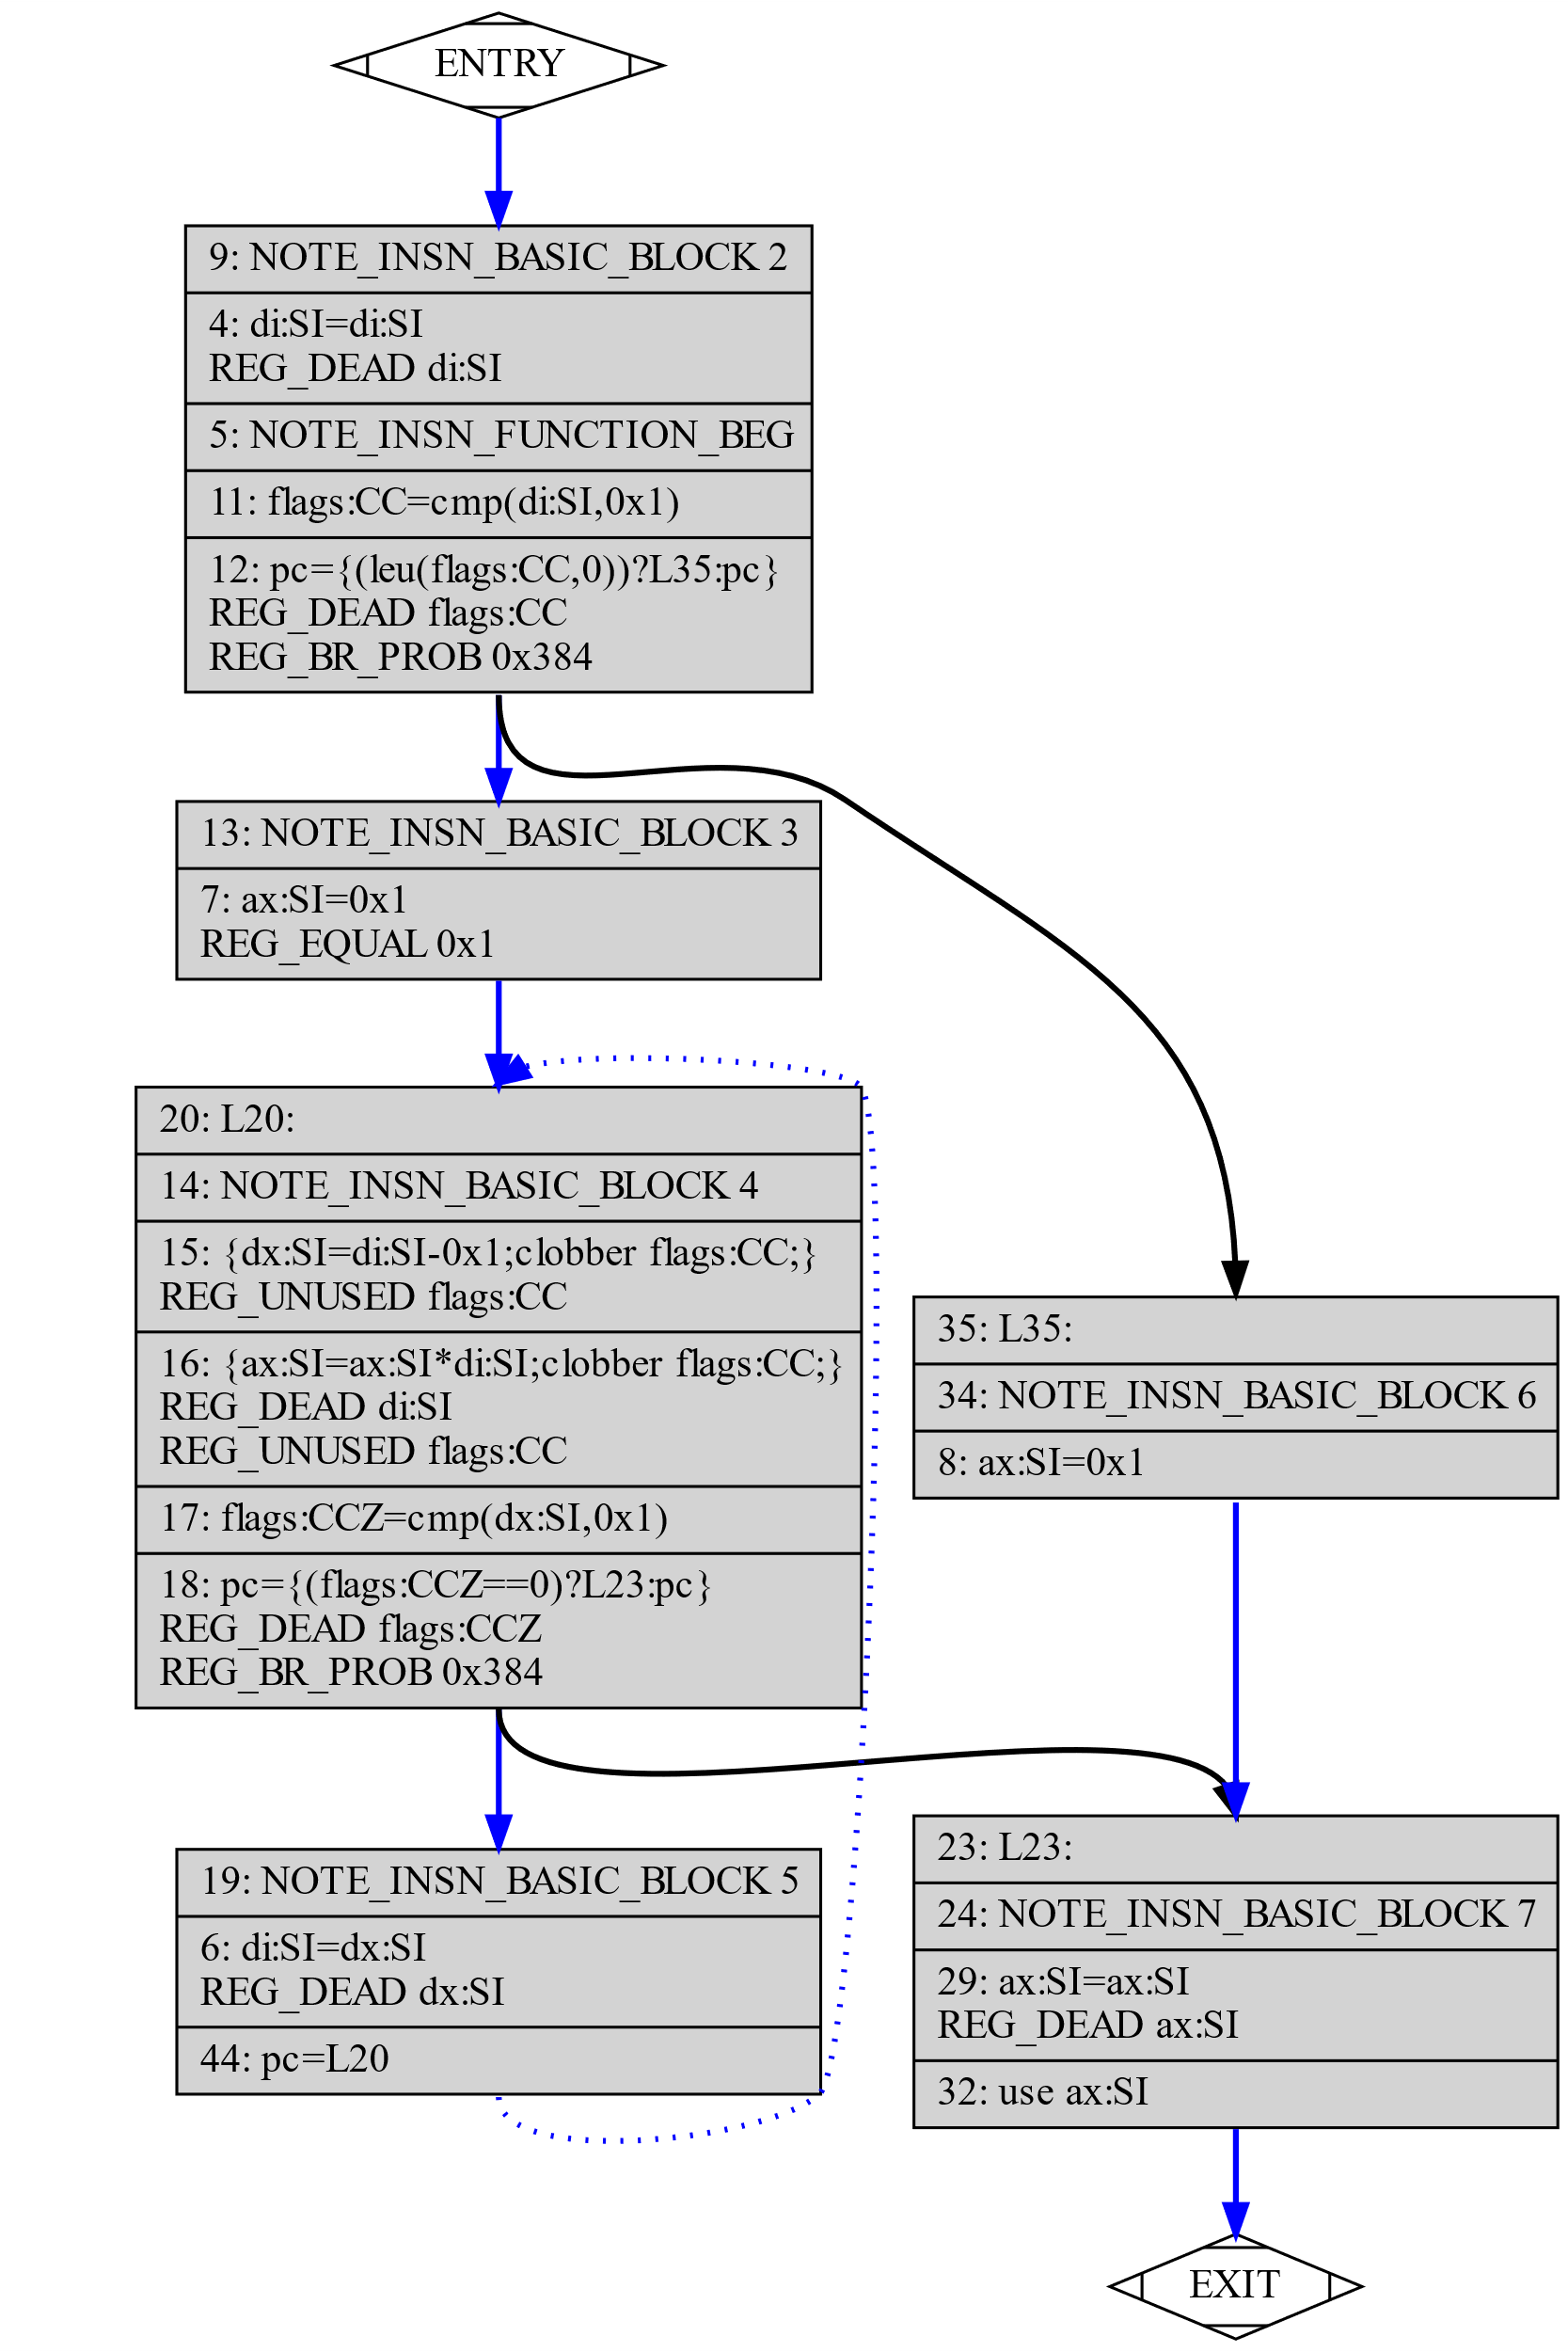 ENTRY
9: NOTE_INSN_BASIC_BLOCK 2
4: di:SI=di:SI
REG_DEAD di:SI
5: NOTE_INSN_FUNCTION_BEG
11: flags:CC=cmp(di:SI,0x1)
12: pc={(leu(flags:CC,0))?L35:pc}
REG_DEAD flags:CC
REG_BR_PROB 0x384
13: NOTE_INSN_BASIC_BLOCK 3
7: ax:SI=0x1
REG_EQUAL 0x1
20: L20:
14: NOTE_INSN_BASIC_BLOCK 4
15: {dx:SI=di:SI-0x1;clobber flags:CC;}
REG_UNUSED flags:CC
16: {ax:SI=ax:SI*di:SI;clobber flags:CC;}
REG_DEAD di:SI
REG_UNUSED flags:CC
17: flags:CCZ=cmp(dx:SI,0x1)
18: pc={(flags:CCZ==0)?L23:pc}
REG_DEAD flags:CCZ
REG_BR_PROB 0x384
35: L35:
34: NOTE_INSN_BASIC_BLOCK 6
8: ax:SI=0x1
19: NOTE_INSN_BASIC_BLOCK 5
6: di:SI=dx:SI
REG_DEAD dx:SI
44: pc=L20
23: L23:
24: NOTE_INSN_BASIC_BLOCK 7
29: ax:SI=ax:SI
REG_DEAD ax:SI
32: use ax:SI
EXIT